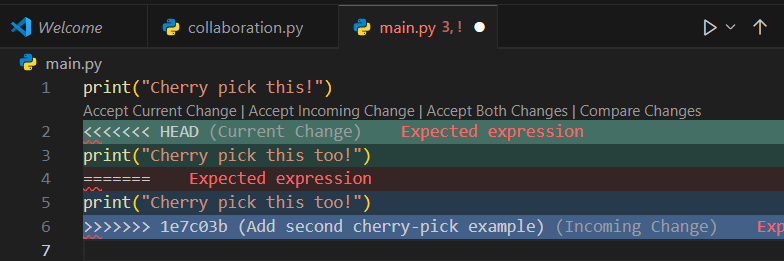 Welcome collaboration.py main.py 3, !
main.py
1 print("Cherry pick this!")
Accept Current Change | Accept Incoming Change | Accept Both Changes | Compare Changes
2 <<<<<<< HEAD (Current Change) Expected expression
3 print("Cherry pick this too!")
4 ======= Expected expression
5 print("Cherry pick this too!")
6 >>>>>>> 1e7c03b (Add second cherry-pick example) (Incoming Change) Exp
7